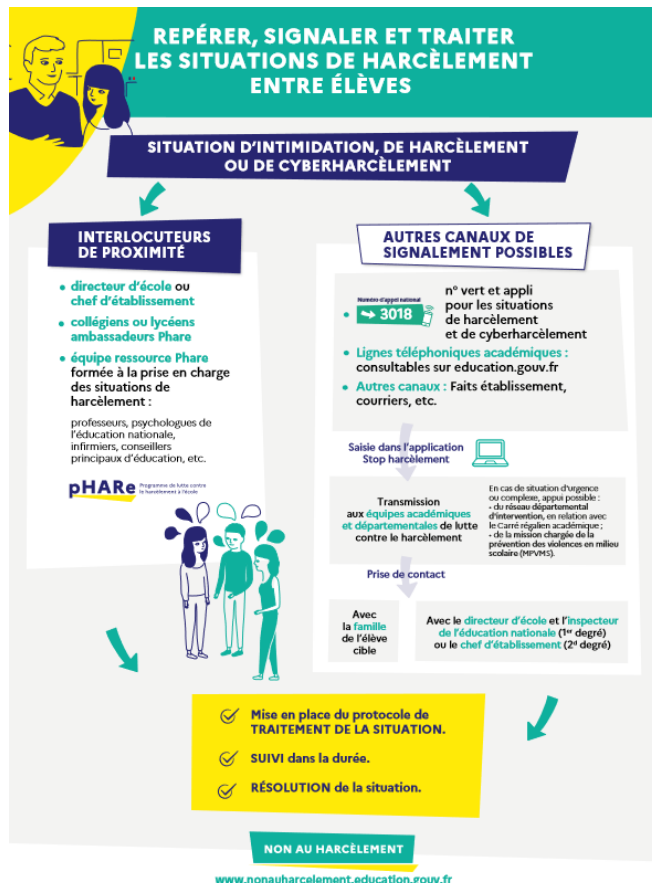 REPÉRER, SIGNALER ET TRAITER
LES SITUATIONS DE HARCÈLEMENT
ENTRE ÉLÈVES
SITUATION D'INTIMIDATION, DE HARCÈLEMENT
OU DE CYBERHARCÈLEMENT
INTERLOCUTEURS
DE PROXIMITÉ
• directeur d'école ou
chef d'établissement
• collégiens ou lycéens
ambassadeurs Phare
• équipe ressource Phare
formée à la prise en charge
des situations de
harcèlement :
professeurs, psychologues de
l'éducation nationale,
infirmiers, conseillers
principaux d'éducation, etc.
pHARe
Programme de lutte contre
le harcèlement à l'école
AUTRES CANAUX DE
SIGNALEMENT POSSIBLES
Numéro d'appel national
• 3018
n° vert et appli
pour les situations
de harcèlement
et de cyberharcèlement
• Lignes téléphoniques académiques :
consultables sur education.gouv.fr
• Autres canaux : Faits établissement,
courriers, etc.
Saisie dans l'application
Stop harcèlement
Transmission
aux équipes académiques
et départementales de lutte
contre le harcèlement
En cas de situation d'urgence
ou complexe, appui possible :
- du réseau départemental
d'intervention, en relation avec
le Carré régalien académique ;
- de la mission chargée de la
prévention des violences en milieu
scolaire (MPVMS).
Prise de contact
Avec
la famille
de l'élève
cible
Avec le directeur d'école et l'inspecteur
de l'éducation nationale (1er degré)
ou le chef d'établissement (2d degré)
Mise en place du protocole de
TRAITEMENT DE LA SITUATION.
SUIVI dans la durée.
RÉSOLUTION de la situation.
NON AU HARCÈLEMENT
www.nonauharcelement.education.gouv.fr